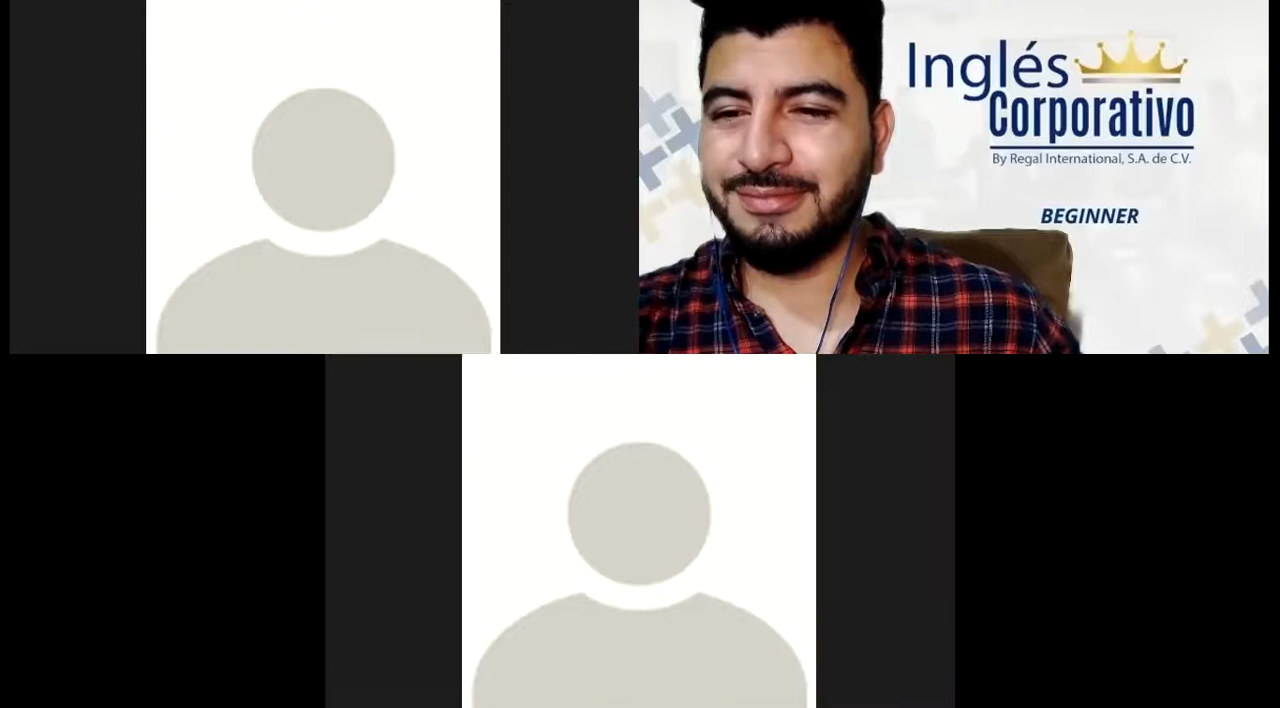 Inglés
Corporativo
By Regal International, S.A. de C.V.
BEGINNER